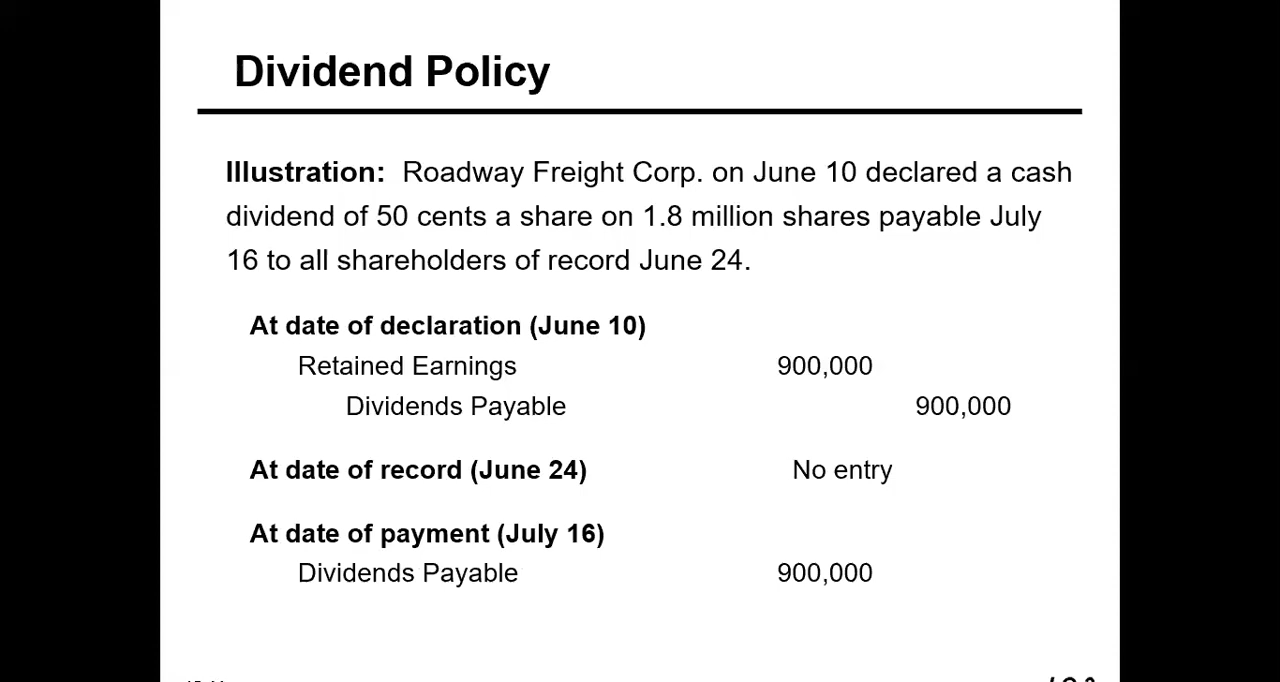 Dividend Policy
Illustration: Roadway Freight Corp. on June 10 declared a cash
dividend of 50 cents a share on 1.8 million shares payable July
16 to all shareholders of record June 24.
At date of declaration (June 10)
Retained Earnings 900,000
Dividends Payable 900,000
At date of record (June 24) No entry
At date of payment (July 16)
Dividends Payable 900,000